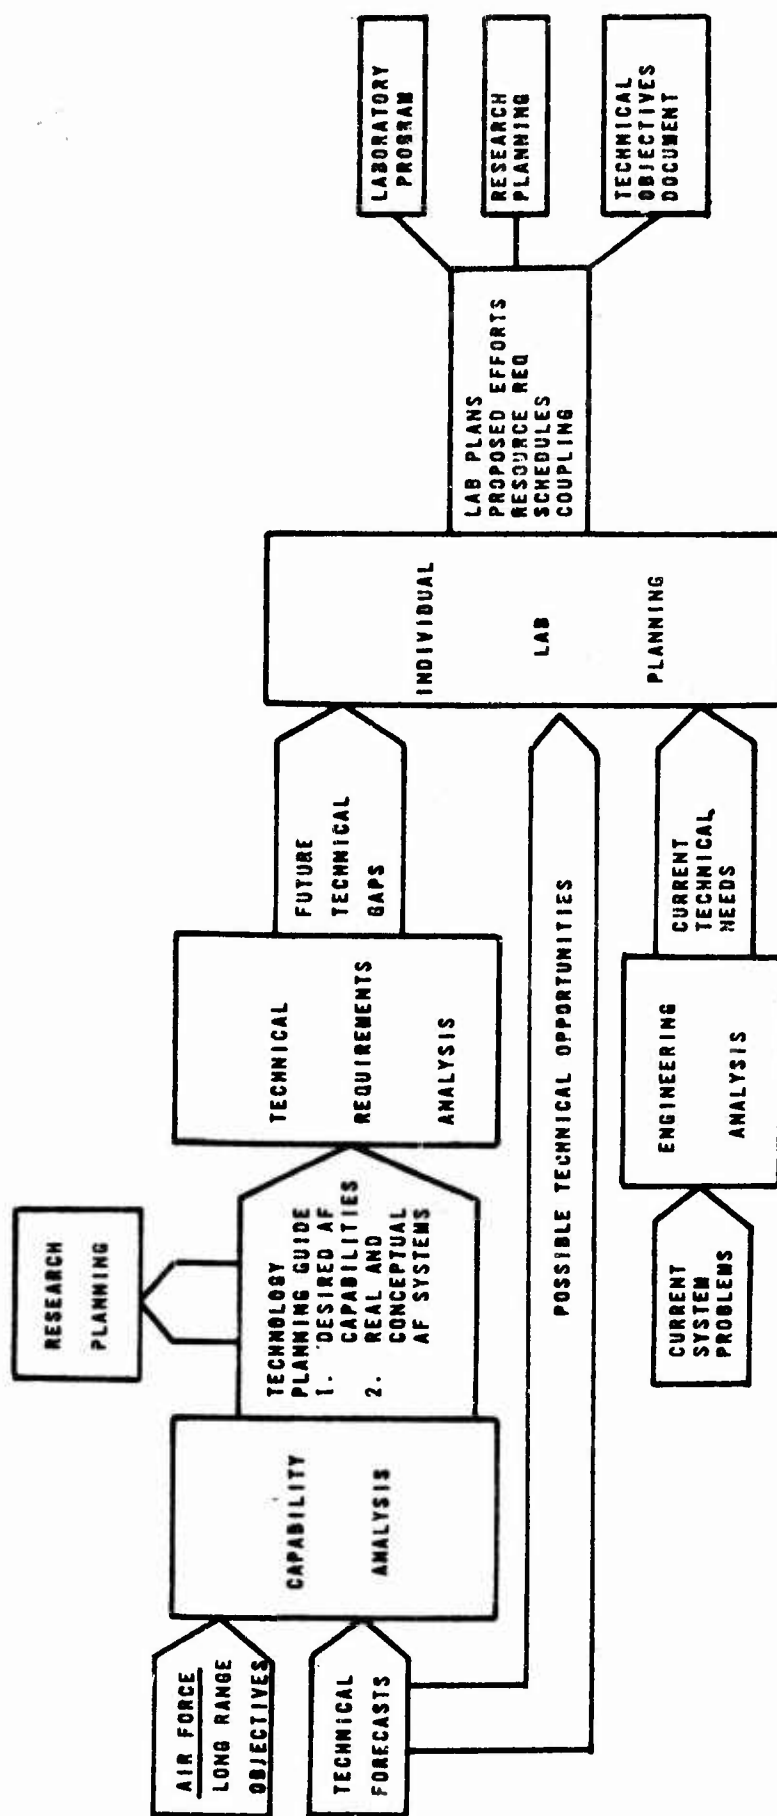 AIR FORCE
LONG RANGE
OBJECTIVES
TECHNICAL
FORECASTS
CAPABILITY
ANALYSIS
RESEARCH
PLANNING
TECHNOLOGY
PLANNING GUIDE
1. DESIRED AF
CAPABILITIES
2. REAL AND
CONCEPTUAL
AF SYSTEMS
TECHNICAL
REQUIREMENTS
ANALYSIS
FUTURE
TECHNICAL
GAPS
POSSIBLE TECHNICAL OPPORTUNITIES
CURRENT
SYSTEM
PROBLEMS
ENGINEERING
ANALYSIS
CURRENT
TECHNICAL
NEEDS
INDIVIDUAL
LAB
PLANNING
LAB PLANS
PROPOSED EFFORTS
RESOURCE REQ
SCHEDULES
COUPLING
LABORATORY
PROGRAM
RESEARCH
PLANNING
TECHNICAL
OBJECTIVES
DOCUMENT